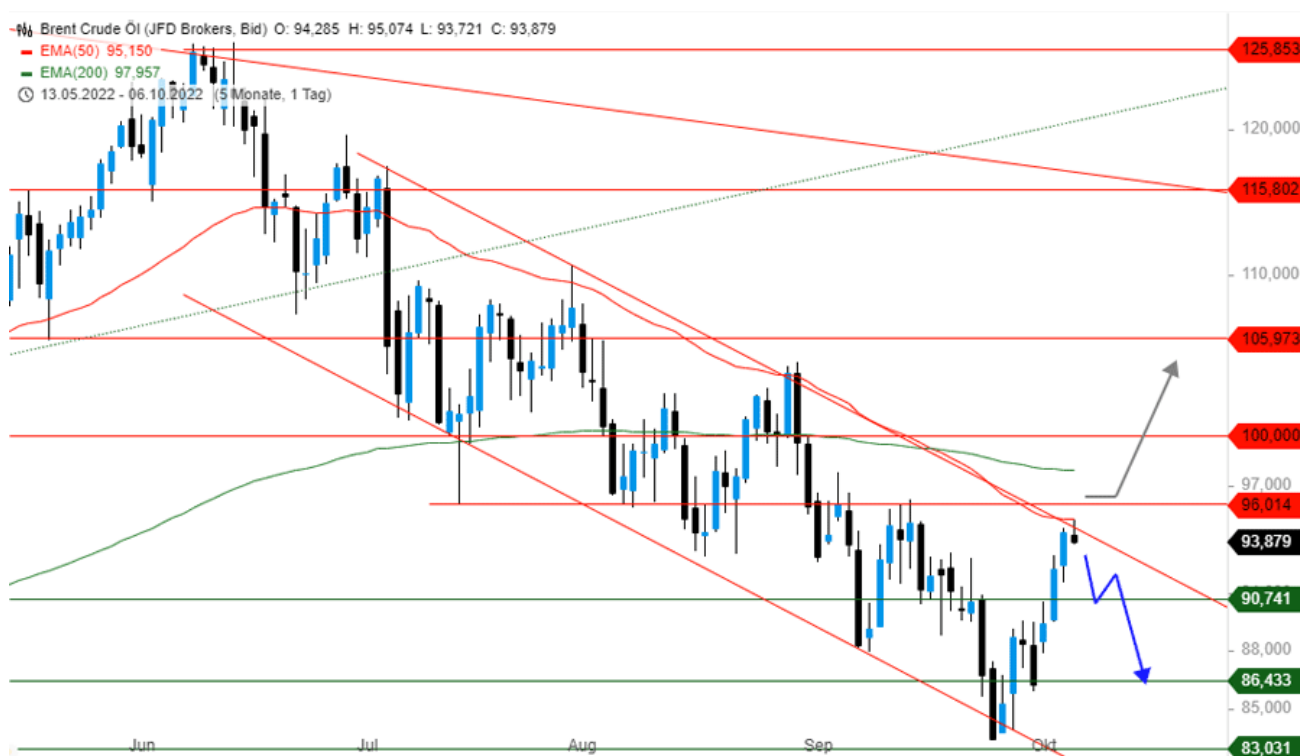 Brent Crude Öl (JFD Brokers, Bid) O: 94,285 H: 95,074 L: 93,721 C: 93,879
EMA(50) 95,150
EMA(200) 97,957
13.05.2022 - 06.10.2022 (5 Monate, 1 Tag)
125,853
120,000
115,802
110,000
105,973
100,000
97,000
96,014
93,879
90,741
88,000
86,433
85,000
83,031
Jun Jul Aug Sep Okt